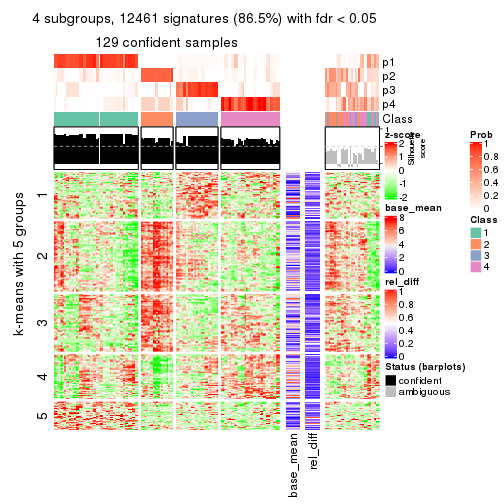 4 subgroups, 12461 signatures (86.5%) with fdr < 0.05
129 confident samples
p1
p2
p3
p4
Class
1
Silhouette
score
z-score
2
1
0
-1
-2
base_mean
8
6
4
2
0
rel_diff
1
0.8
0.6
0.4
0.2
0
Status (barplots)
confident
ambiguous
Prob
1
0.8
0.6
0.4
0.2
0
Class
1
2
3
4
k-means with 5 groups
1
2
3
4
5
base_mean
rel_diff